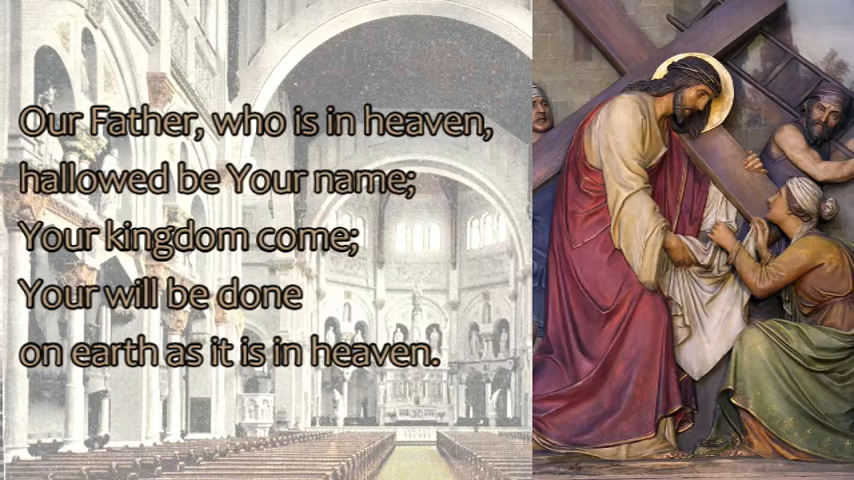 Our Father, who is in heaven,
hallowed be Your name;
Your kingdom come;
Your will be done
on earth as it is in heaven.